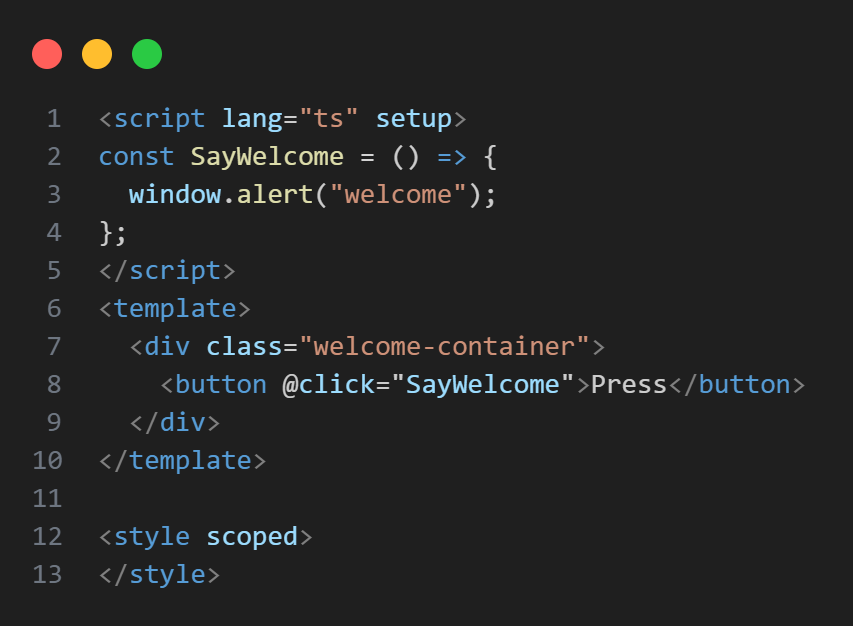 1 <script lang="ts" setup>
2 const SayWelcome = () => {
3   window.alert("welcome");
4 };
5 </script>
6 <template>
7   <div class="welcome-container">
8     <button @click="SayWelcome">Press</button>
9   </div>
10 </template>
11
12 <style scoped>
13 </style>